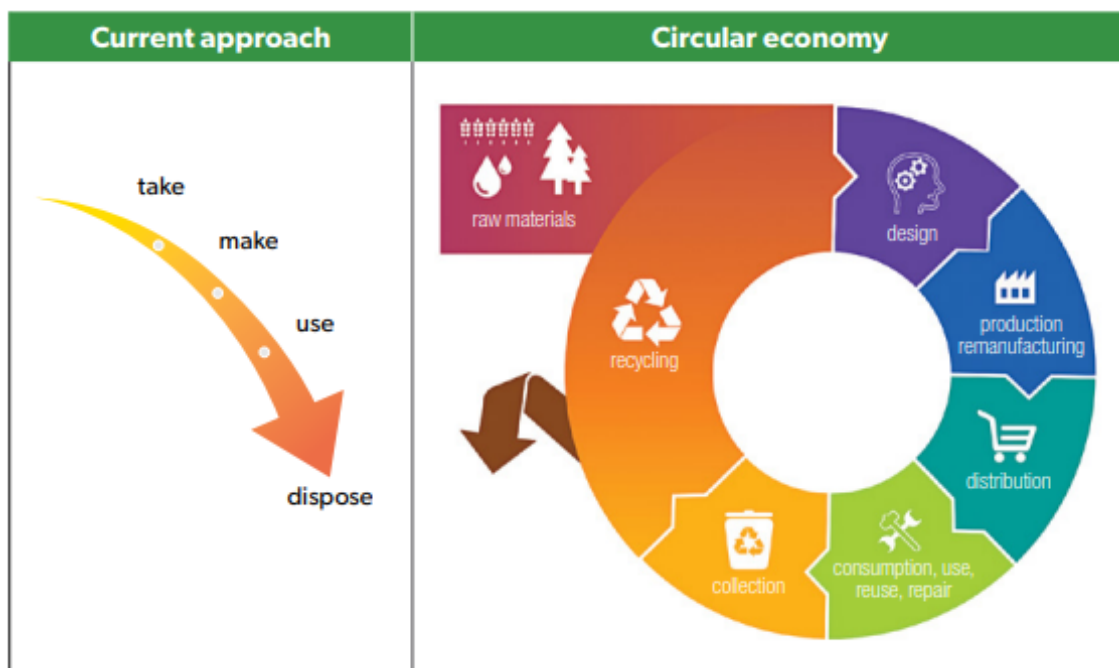 Current approach
Circular economy
take
make
use
dispose
raw materials
design
production
remanufacturing
distribution
consumption, use,
reuse, repair
collection
recycling